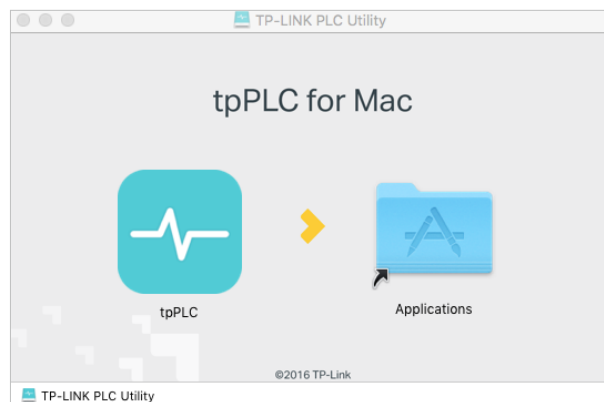 TP-LINK PLC Utility
tpPLC for Mac
tpPLC
Applications
©2016 TP-Link
TP-LINK PLC Utility